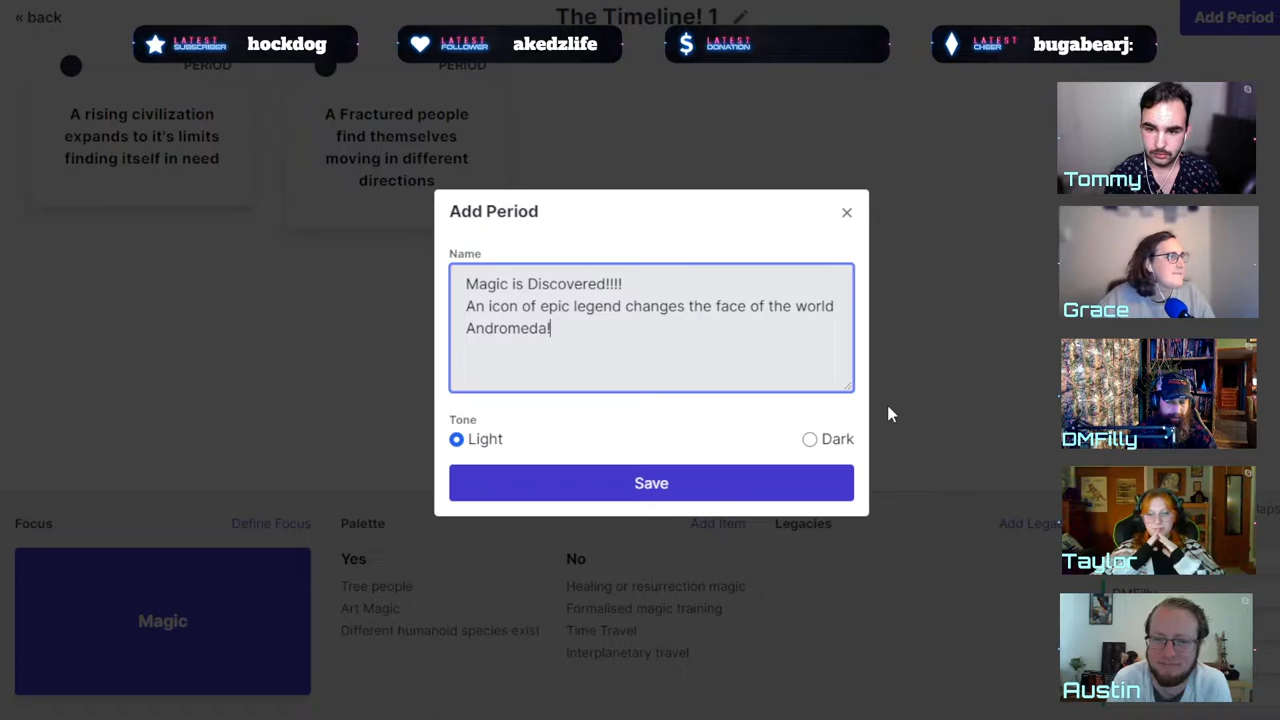 « back
The Timeline! 1
Add Period
LATEST SUBSCRIBER hockdog
LATEST FOLLOWER akedzlife
LATEST DONATION
LATEST CHEER bugabearj:
PERIOD
PERIOD
A rising civilization
expands to it's limits
finding itself in need
A Fractured people
find themselves
moving in different
directions
Add Period
×
Name
Magic is Discovered!!!!
An icon of epic legend changes the face of the world
Andromeda!
Tone
Light
Dark
Save
Focus
Define Focus
Magic
Palette
Add Item
Yes
Tree people
Art Magic
Different humanoid species exist
No
Healing or resurrection magic
Formalised magic training
Time Travel
Interplanetary travel
Legacies
Tommy
Grace
DMFilly
Taylor
DMFilly
Austin